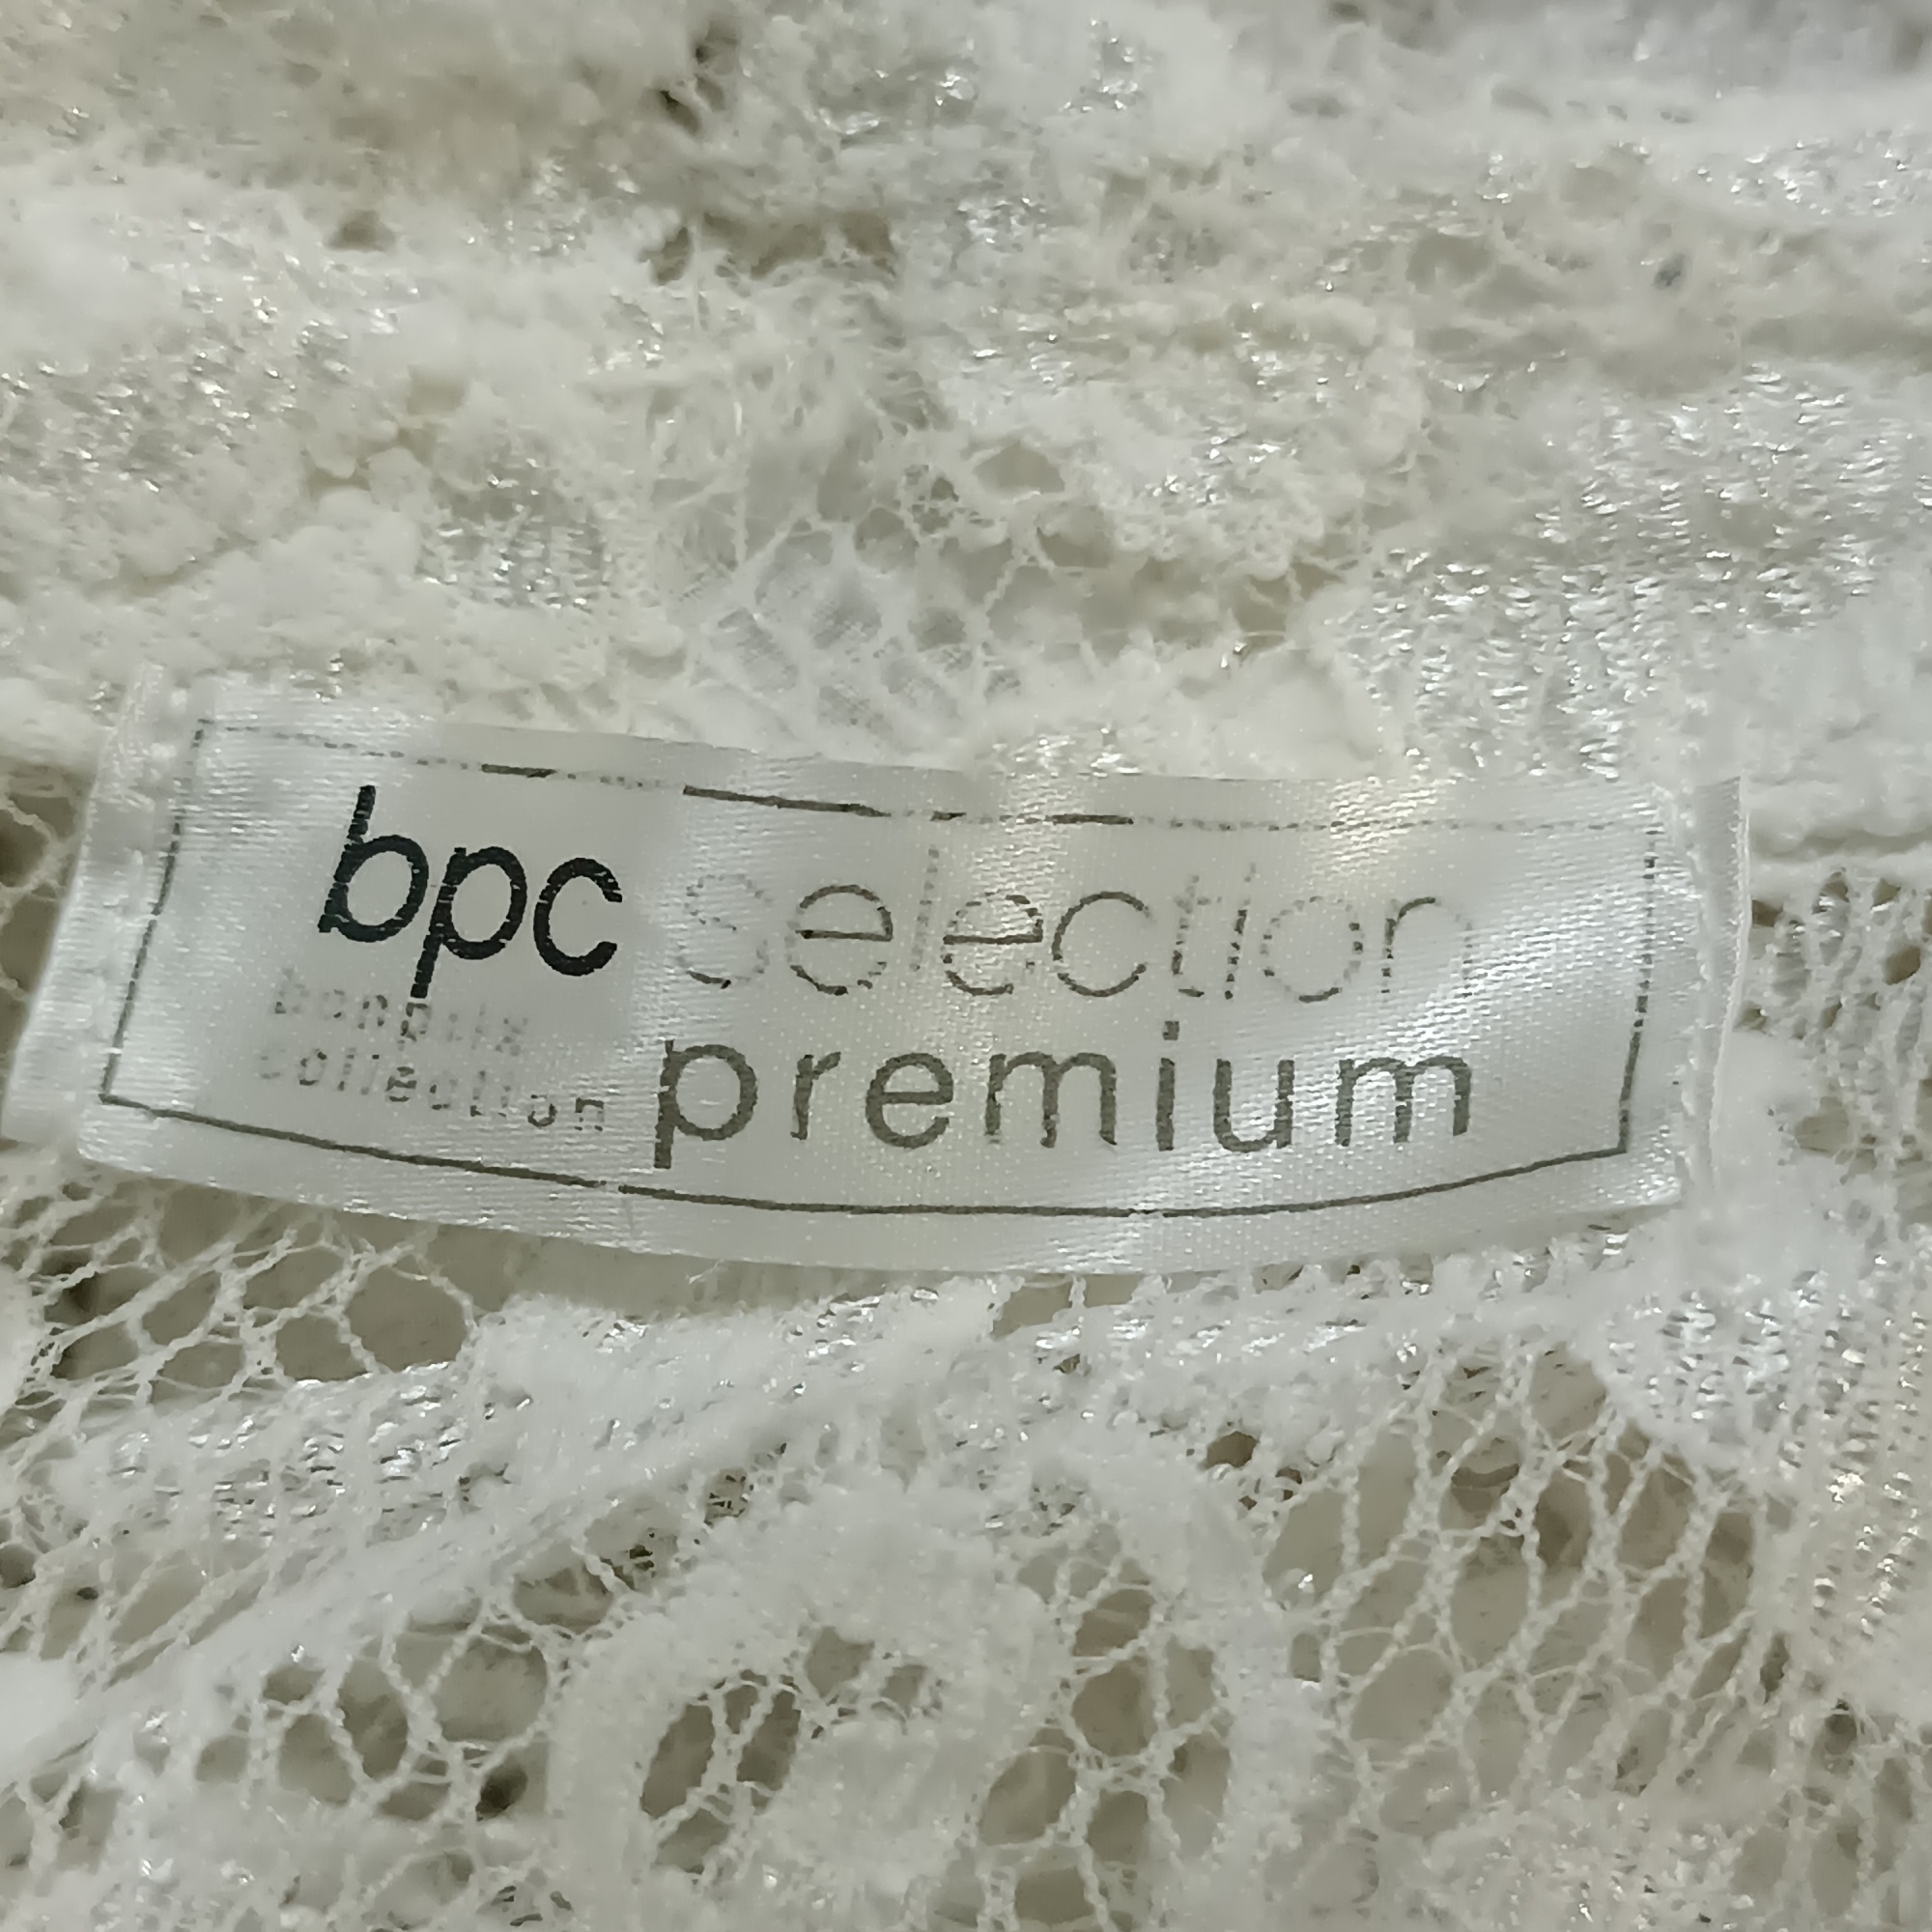 bpc selection
bonprix
collection
premium